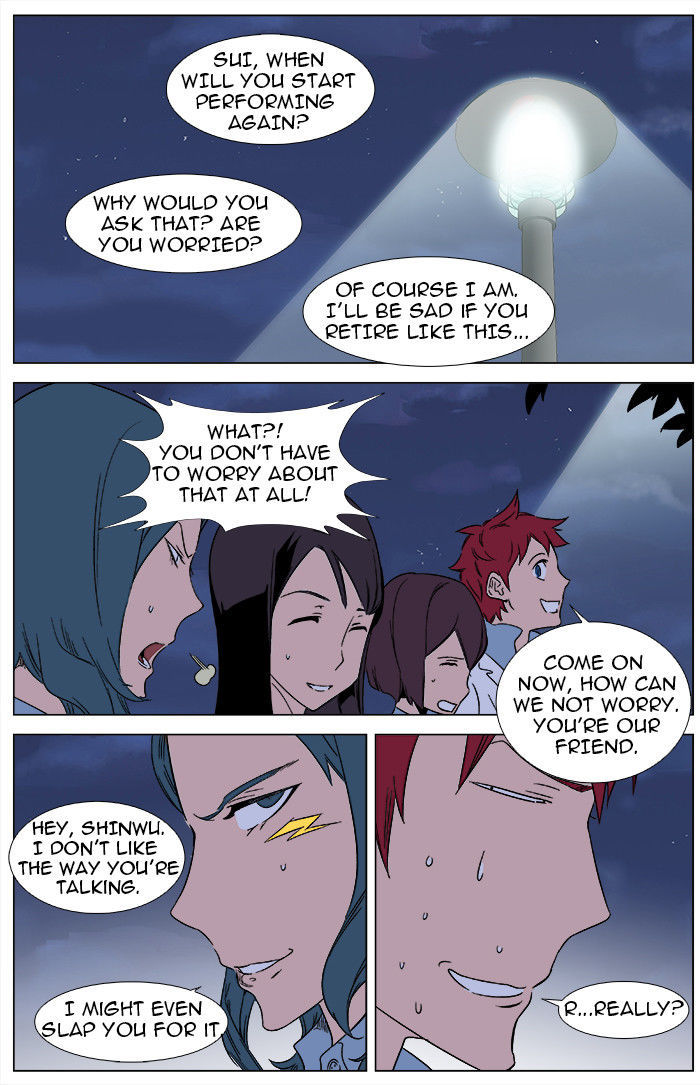 SUI, WHEN
WILL YOU START
PERFORMING
AGAIN?
WHY WOULD YOU
ASK THAT? ARE
YOU WORRIED?
OF COURSE I AM.
I'LL BE SAD IF YOU
RETIRE LIKE THIS...
WHAT?!
YOU DON'T HAVE
TO WORRY ABOUT
THAT AT ALL!
COME ON
NOW, HOW CAN
WE NOT WORRY.
YOU'RE OUR
FRIEND.
HEY, SHINWU.
I DON'T LIKE
THE WAY YOU'RE
TALKING.
I MIGHT EVEN
SLAP YOU FOR IT
R...REALLY?